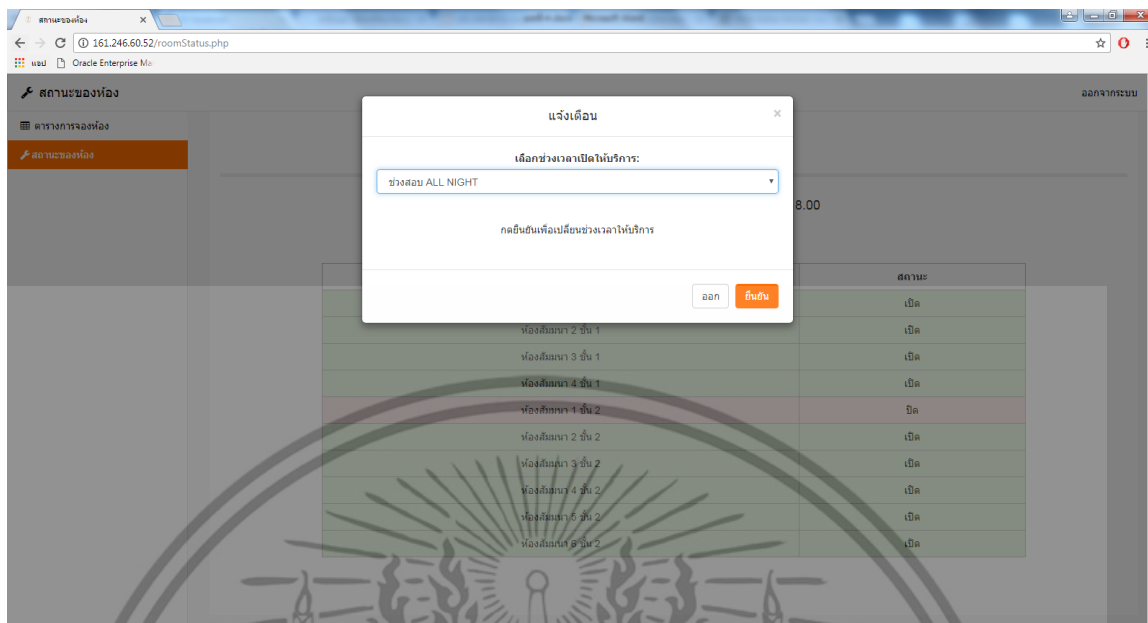 สถานะของห้อง
161.246.60.52/roomStatus.php
แอป Oracle Enterprise Ma
สถานะของห้อง ออกจากระบบ
ตารางการจองห้อง
สถานะของห้อง
แจ้งเตือน ×
เลือกช่วงเวลาเปิดให้บริการ:
ช่วงสอบ ALL NIGHT
8.00
กดยืนยันเพื่อเปลี่ยนช่วงเวลาให้บริการ
สถานะ
ออก ยืนยัน
เปิด
ห้องสัมมนา 2 ชั้น 1 เปิด
ห้องสัมมนา 3 ชั้น 1 เปิด
ห้องสัมมนา 4 ชั้น 1 เปิด
ห้องสัมมนา 1 ชั้น 2 ปิด
ห้องสัมมนา 2 ชั้น 2 เปิด
ห้องสัมมนา 3 ชั้น 2 เปิด
ห้องสัมมนา 4 ชั้น 2 เปิด
ห้องสัมมนา 5 ชั้น 2 เปิด
ห้องสัมมนา 6 ชั้น 2 เปิด